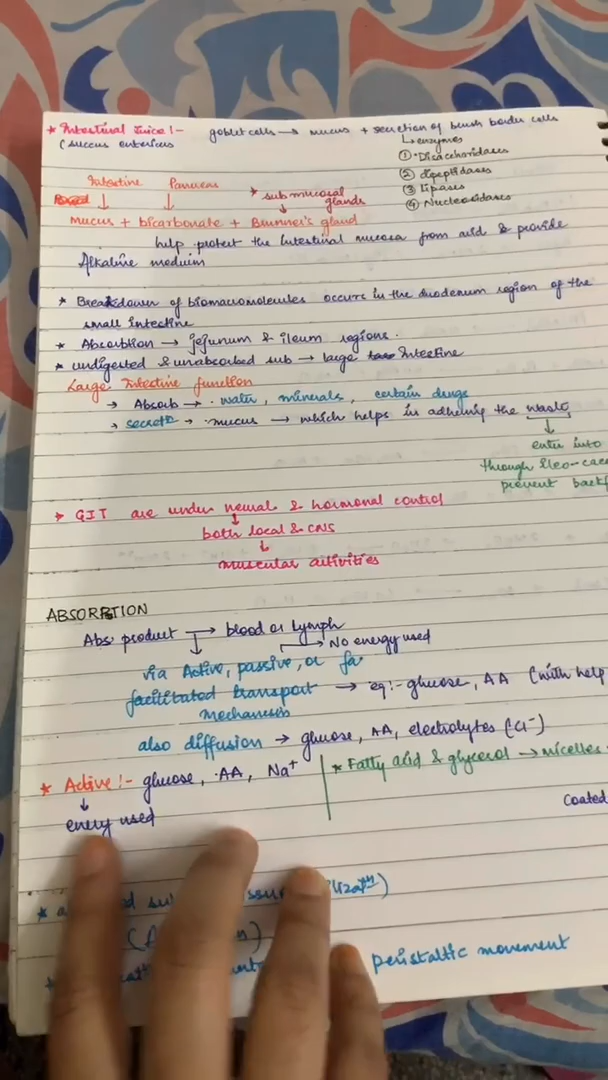 * Intestinal Juice !-
(Succus entericus
goblet cells → mucus + secretion of brush border cells
↳ enzymes
① Disaccharidases
② dipeptidases
③ lipases
④ Nucleosidases
Intestine Pancreas
* sub mucosal glands
Mucus + bicarbonate + Brunner's gland
help protect the Intestinal mucosa from acid & provide
Alkaline medium
* Breakdown of biomacromolecules occurs in the duodenum region of the
small intestine
* Absorbtion → jejunum & ileum regions.
* undigested & unabsorbed sub → large Intestine
Large Intestine function
→ Absorb → . water, minerals, certain drugs
→ secretn → . mucus → which helps in adhering the waste
enter into
through Ileo-cae
prevent backf
* GIT are under neural & hormonal control
both local & CNS
muscular activities
ABSORPTION
Abs. product → blood or lymph
→ No energy used
via Active, passive, or fa
facilitated transport → eg:- glucose, AA (with help
mechanism
also diffusion → glucose, AA, electrolytes (Cl⁻)
* Active !- glucose, AA, Na⁺
* Fatty acid & glycerol → micelles
enery used
Coated
peristaltic movement